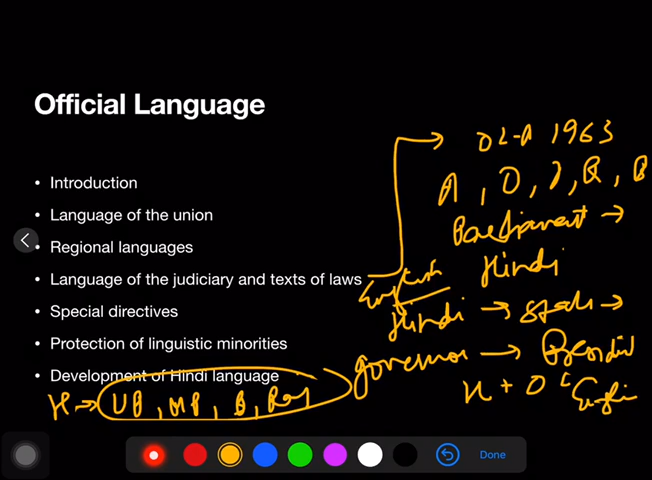 Official Language
OL-A 1963
• Introduction
A, O,
• Language of the union
Parliament →
• Regional languages
Hindi
• Language of the judiciary and texts of laws
English
• Special directives
Hindi → State →
• Protection of linguistic minorities
governor →
• Development of Hindi language
H + O English
H → UP, MP, B, Raj
Done